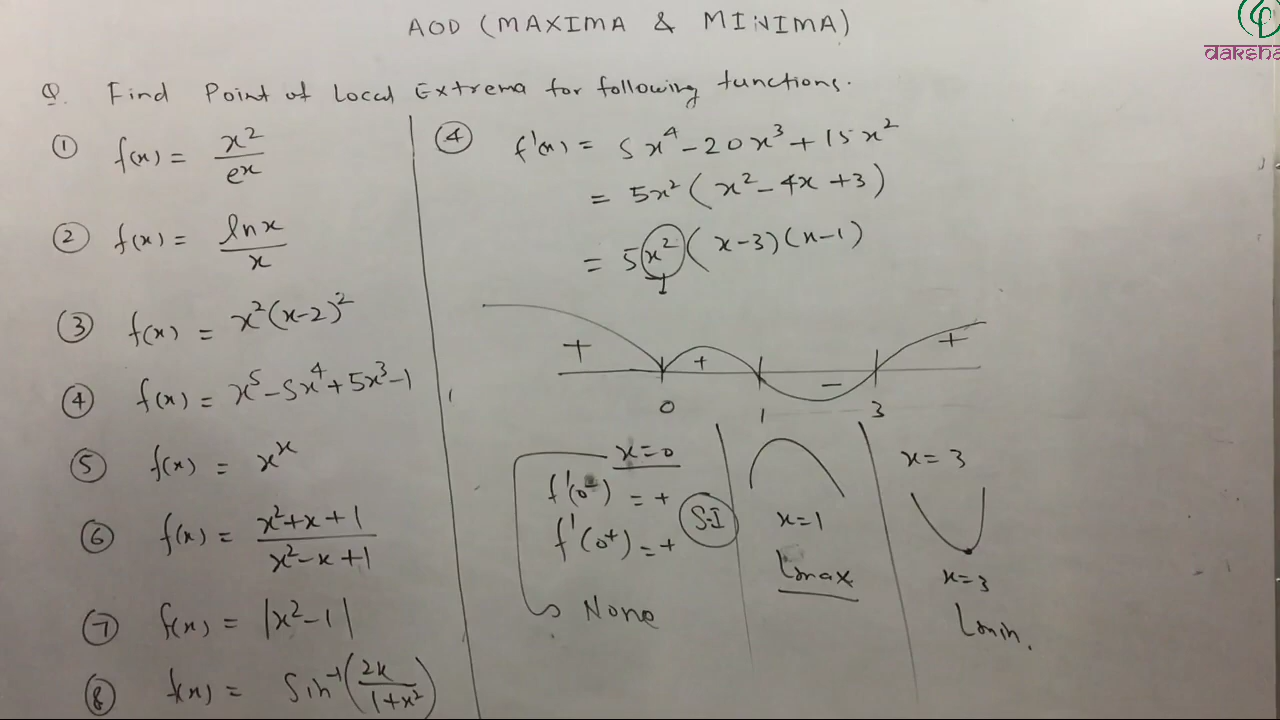 AOD (MAXIMA & MINIMA)
daksha
Q. Find Point of Local Extrema for following functions.
① f(x) = x²/eˣ
② f(x) = lnx/x
③ f(x) = x²(x-2)²
④ f(x) = x⁵-5x⁴+5x³-1
⑤ f(x) = xˣ
⑥ f(x) = x²+x+1/x²-x+1
⑦ f(x) = |x²-1|
⑧ f(x) = Sin⁻¹(2x/1+x²)
④ f'(x) = 5x⁴-20x³+15x²
= 5x²(x²-4x+3)
= 5x²(x-3)(x-1)
I
+ + - +
0 1 3
x=0
f'(0⁻) = +
f'(0⁺) = +
S.I
None
x=1
Lmax
x=3
x=3
Lmin.